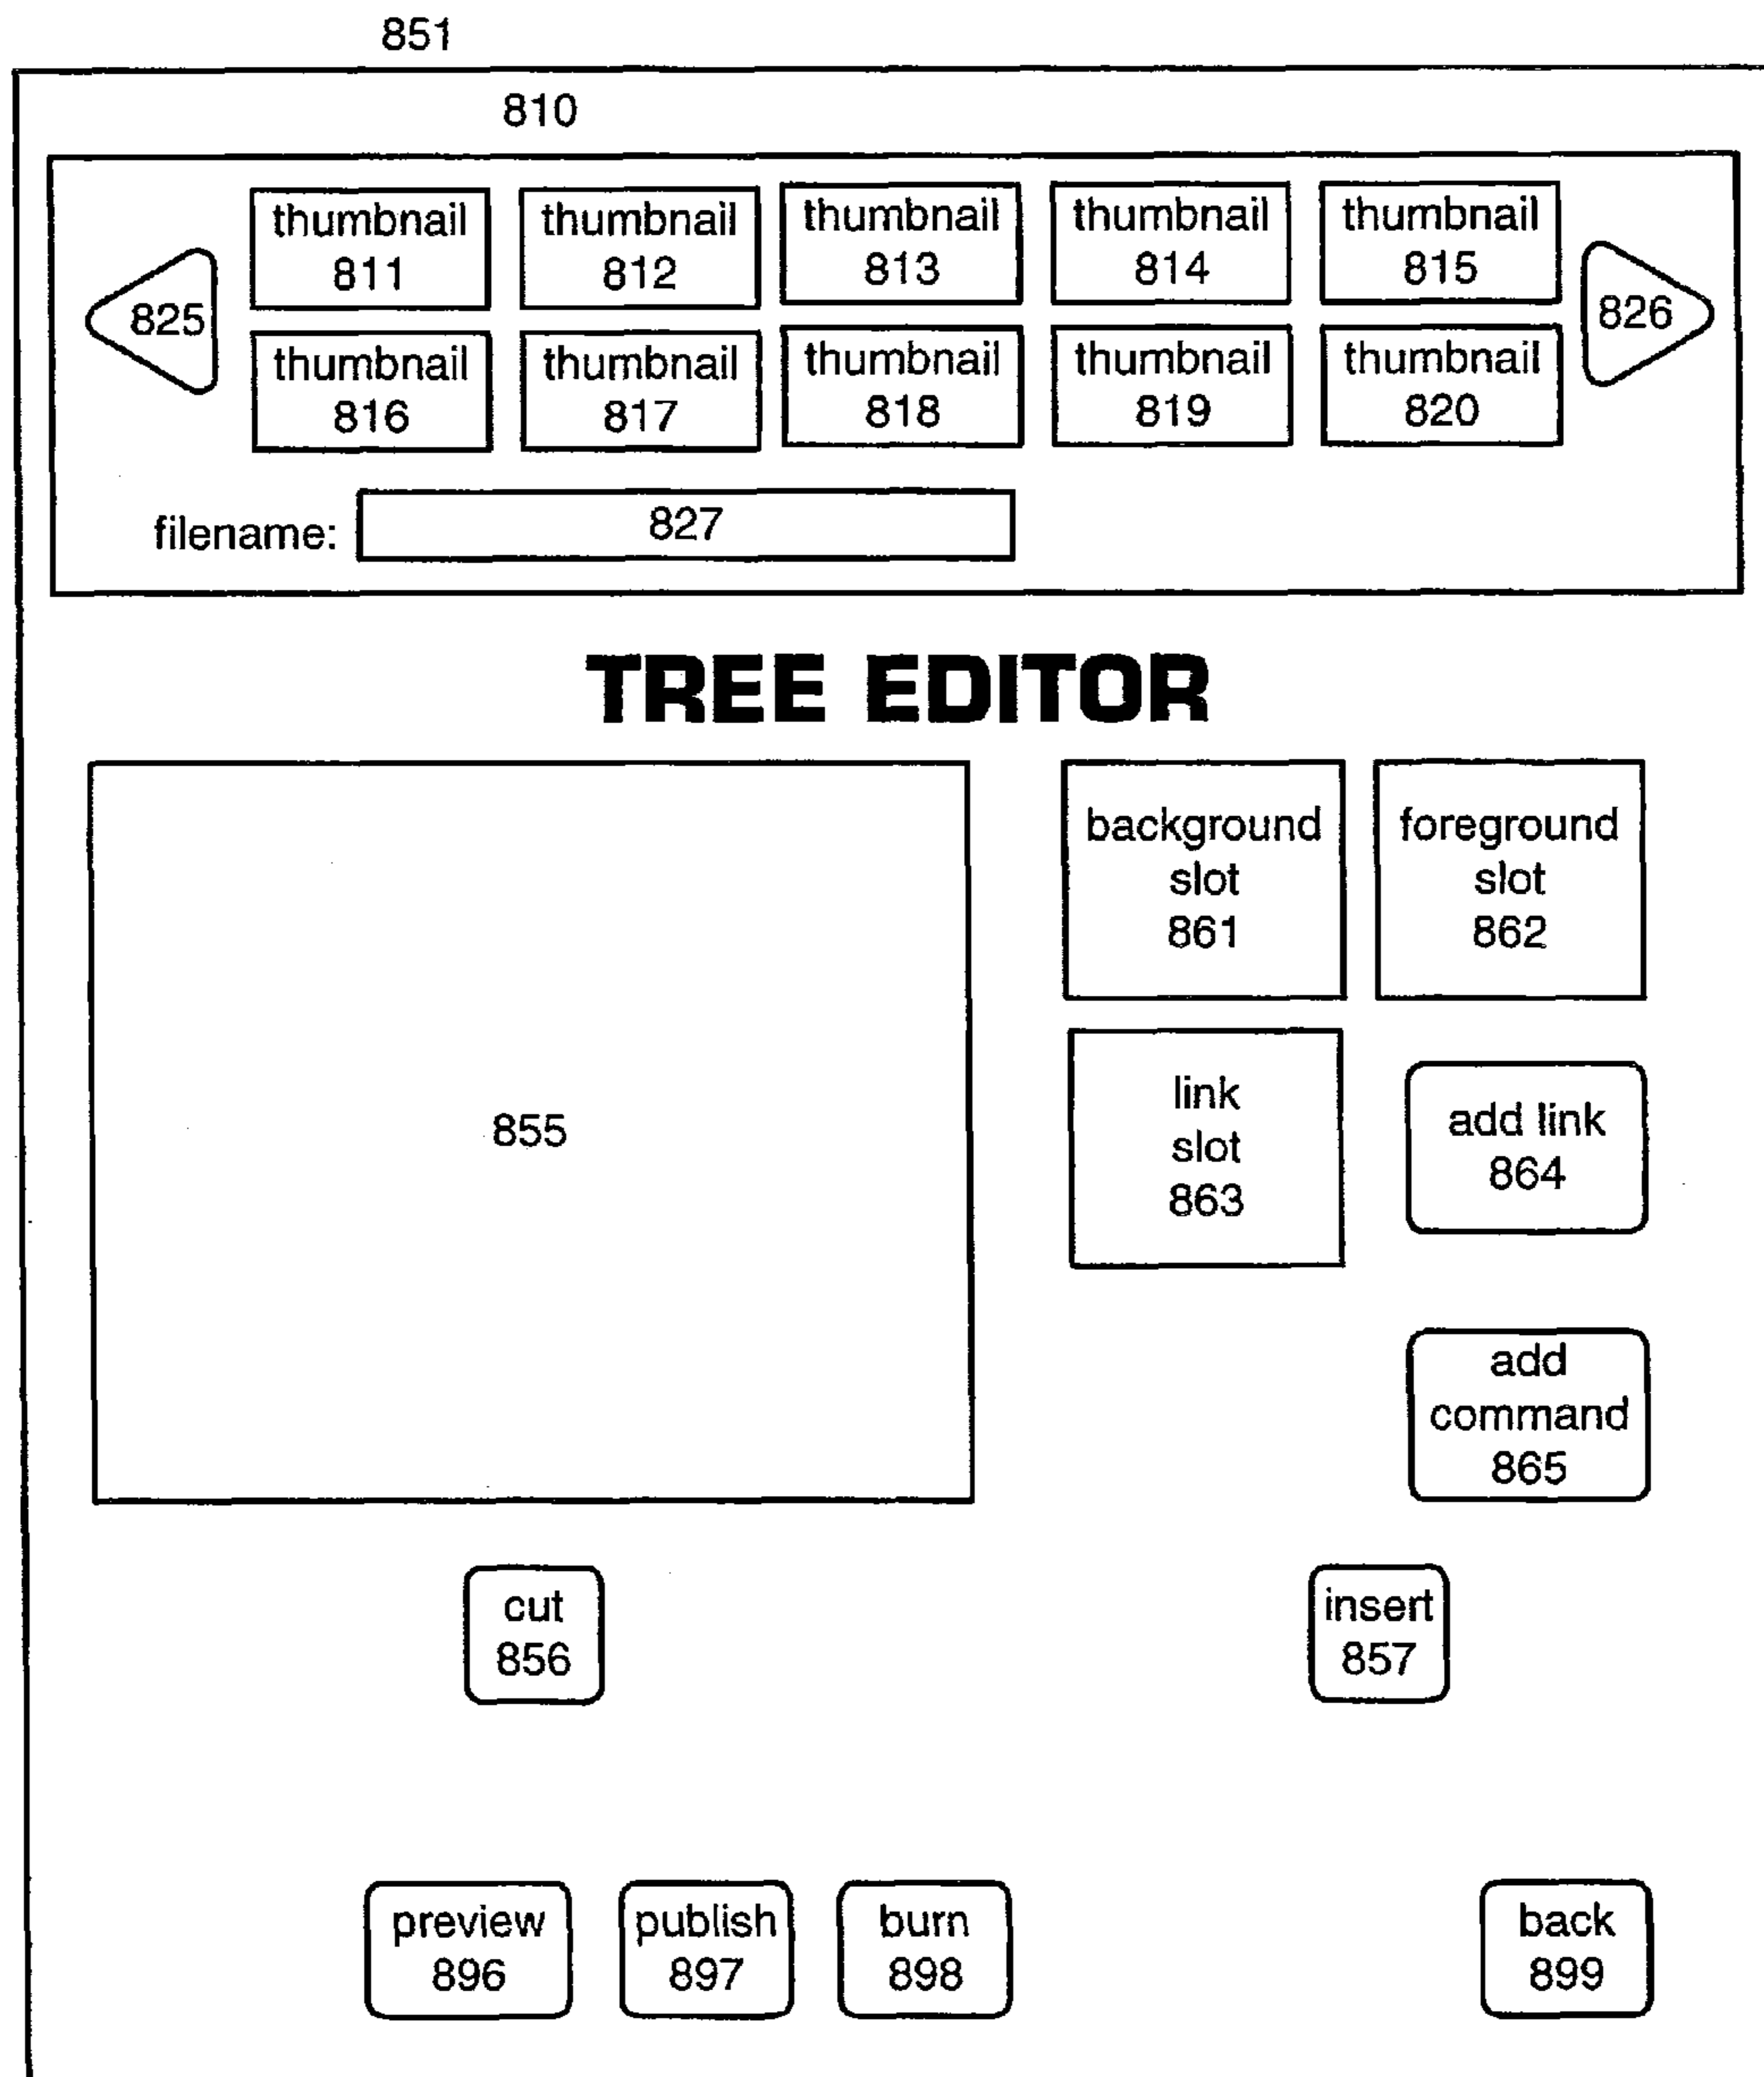 851
810
thumbnail
811
thumbnail
812
thumbnail
813
thumbnail
814
thumbnail
815
825
826
thumbnail
816
thumbnail
817
thumbnail
818
thumbnail
819
thumbnail
820
filename:
827
TREE EDITOR
855
background
slot
861
foreground
slot
862
link
slot
863
add link
864
add
command
865
cut
856
insert
857
preview
896
publish
897
burn
898
back
899